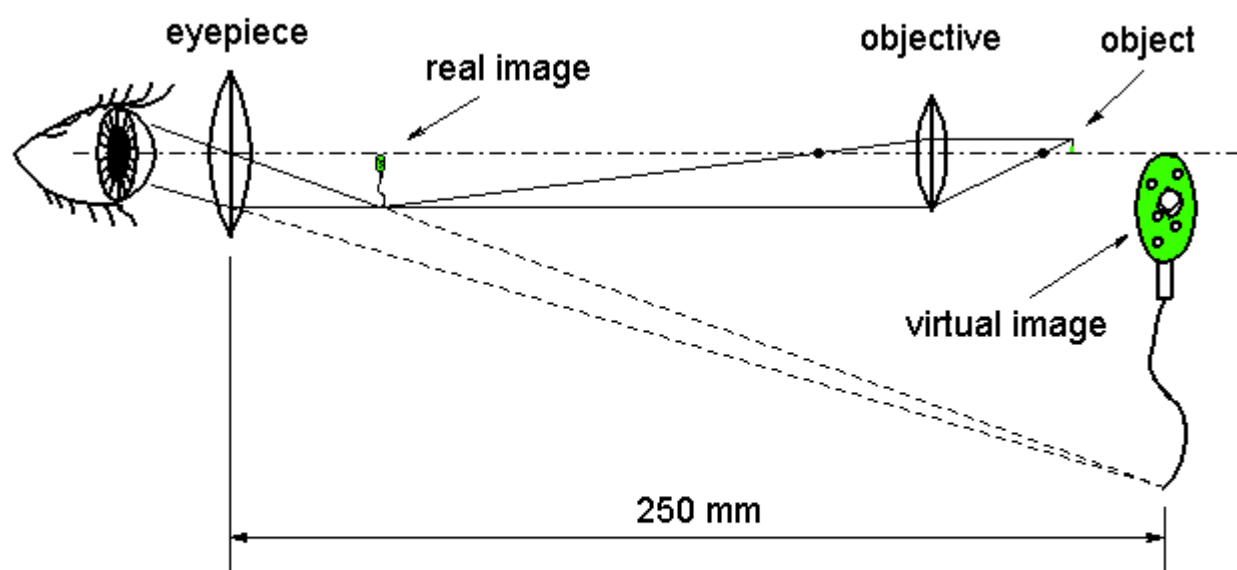 eyepiece
objective
object
real image
virtual image
250 mm